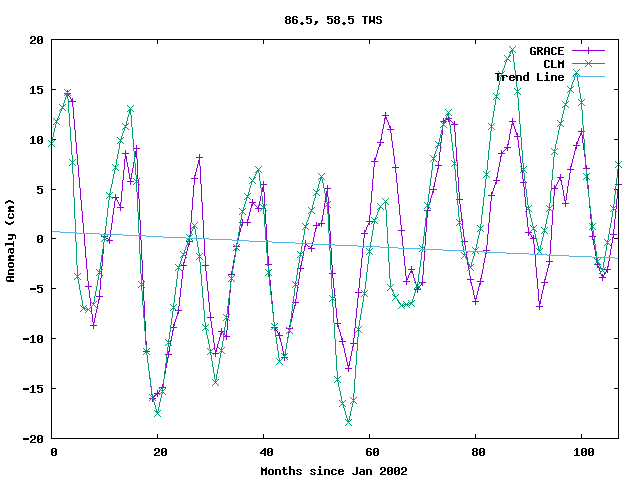 86.5, 58.5 TWS
GRACE
CLM
Trend Line
Anomaly (cm)
20
15
10
5
0
-5
-10
-15
-20
0 20 40 60 80 100
Months since Jan 2002